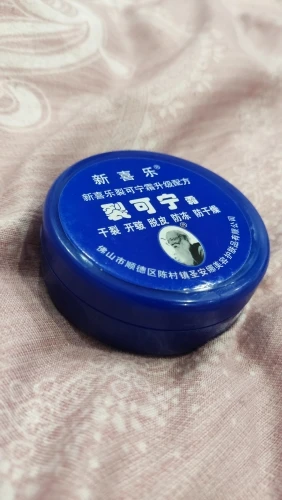 新喜乐®
新喜乐裂可宁霜升级配方
裂可宁霜
干裂 开皲 脱皮 防冻 防干燥
®
佛山市顺德区陈村镇圣安娜美容护肤品有限公司